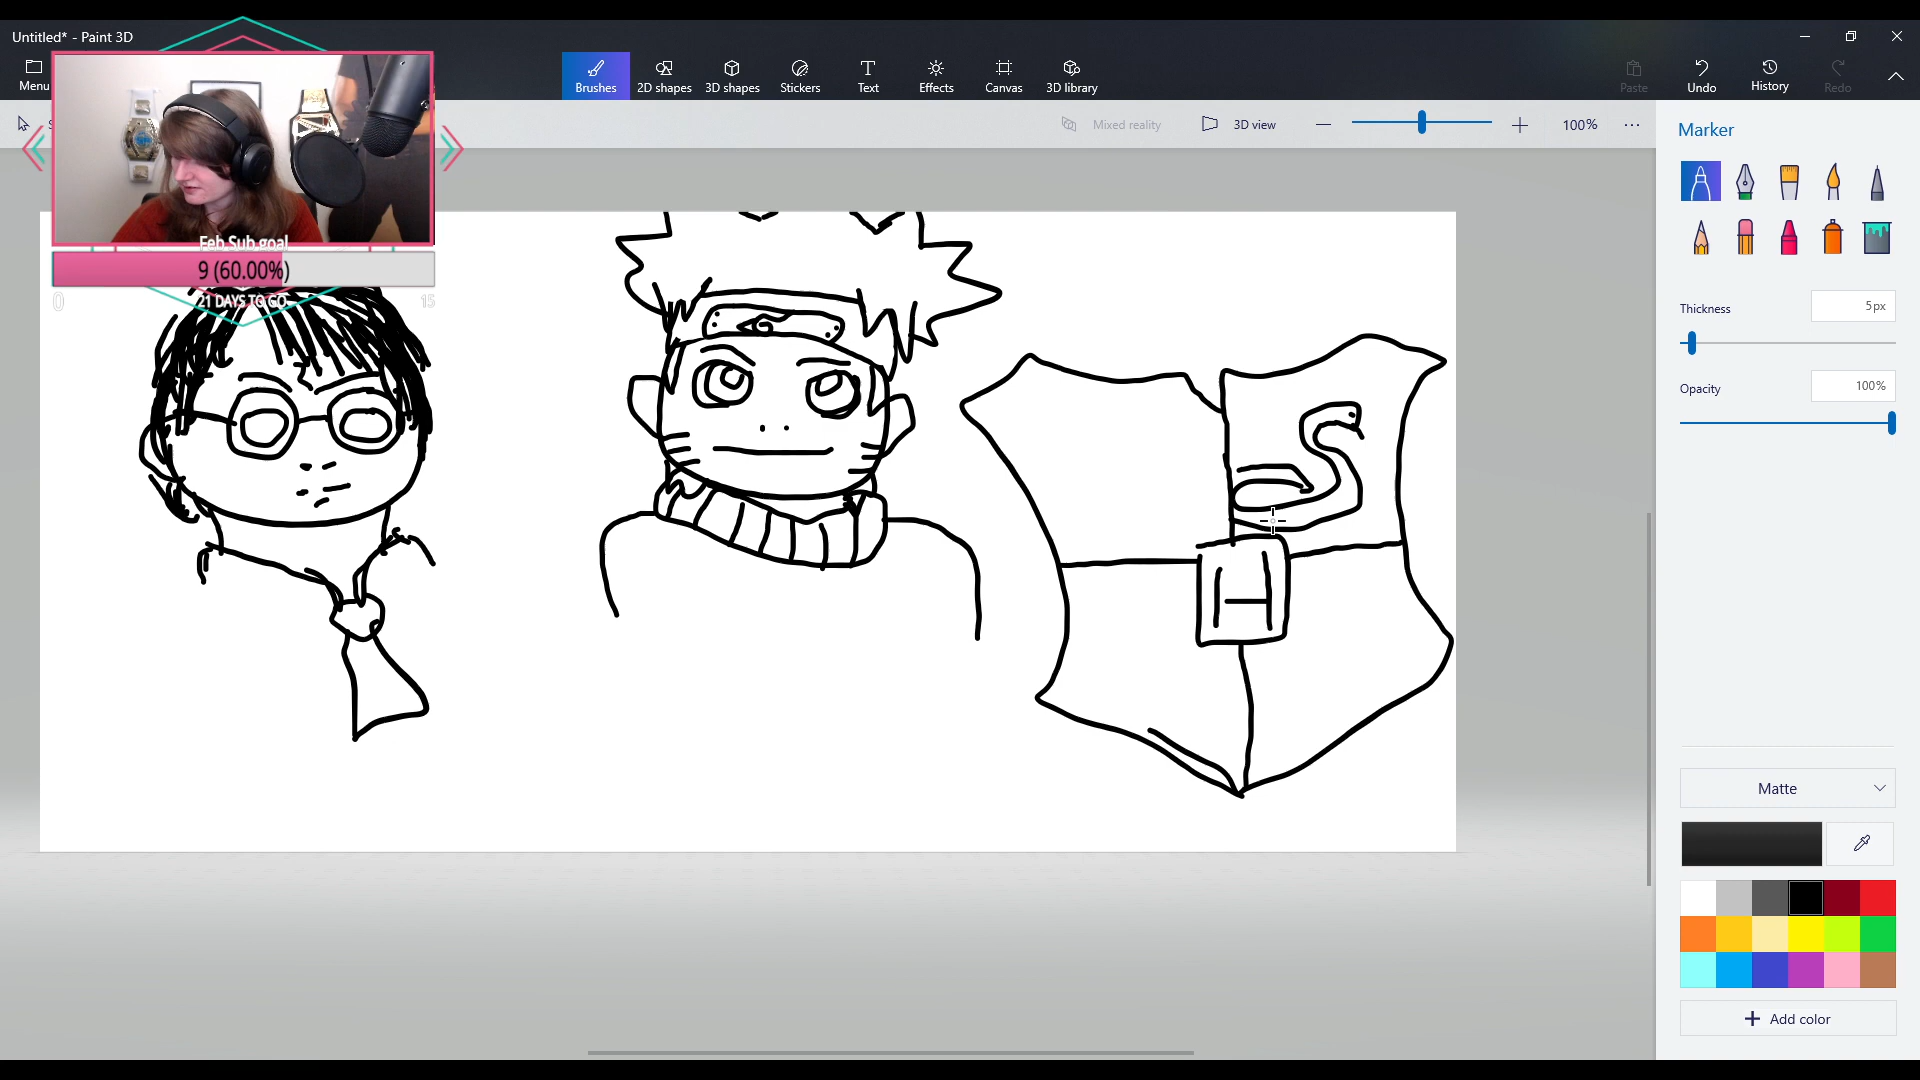 Untitled* - Paint 3D
Menu
Brushes
2D shapes
3D shapes
Stickers
Text
Effects
Canvas
3D library
Paste
Undo
History
Redo
Mixed reality
3D view
100%
Marker
Feb Sub goal
9 (60.00%)
0
21 DAYS TO GO
15
Thickness
5px
Opacity
100%
H
Matte
Add color